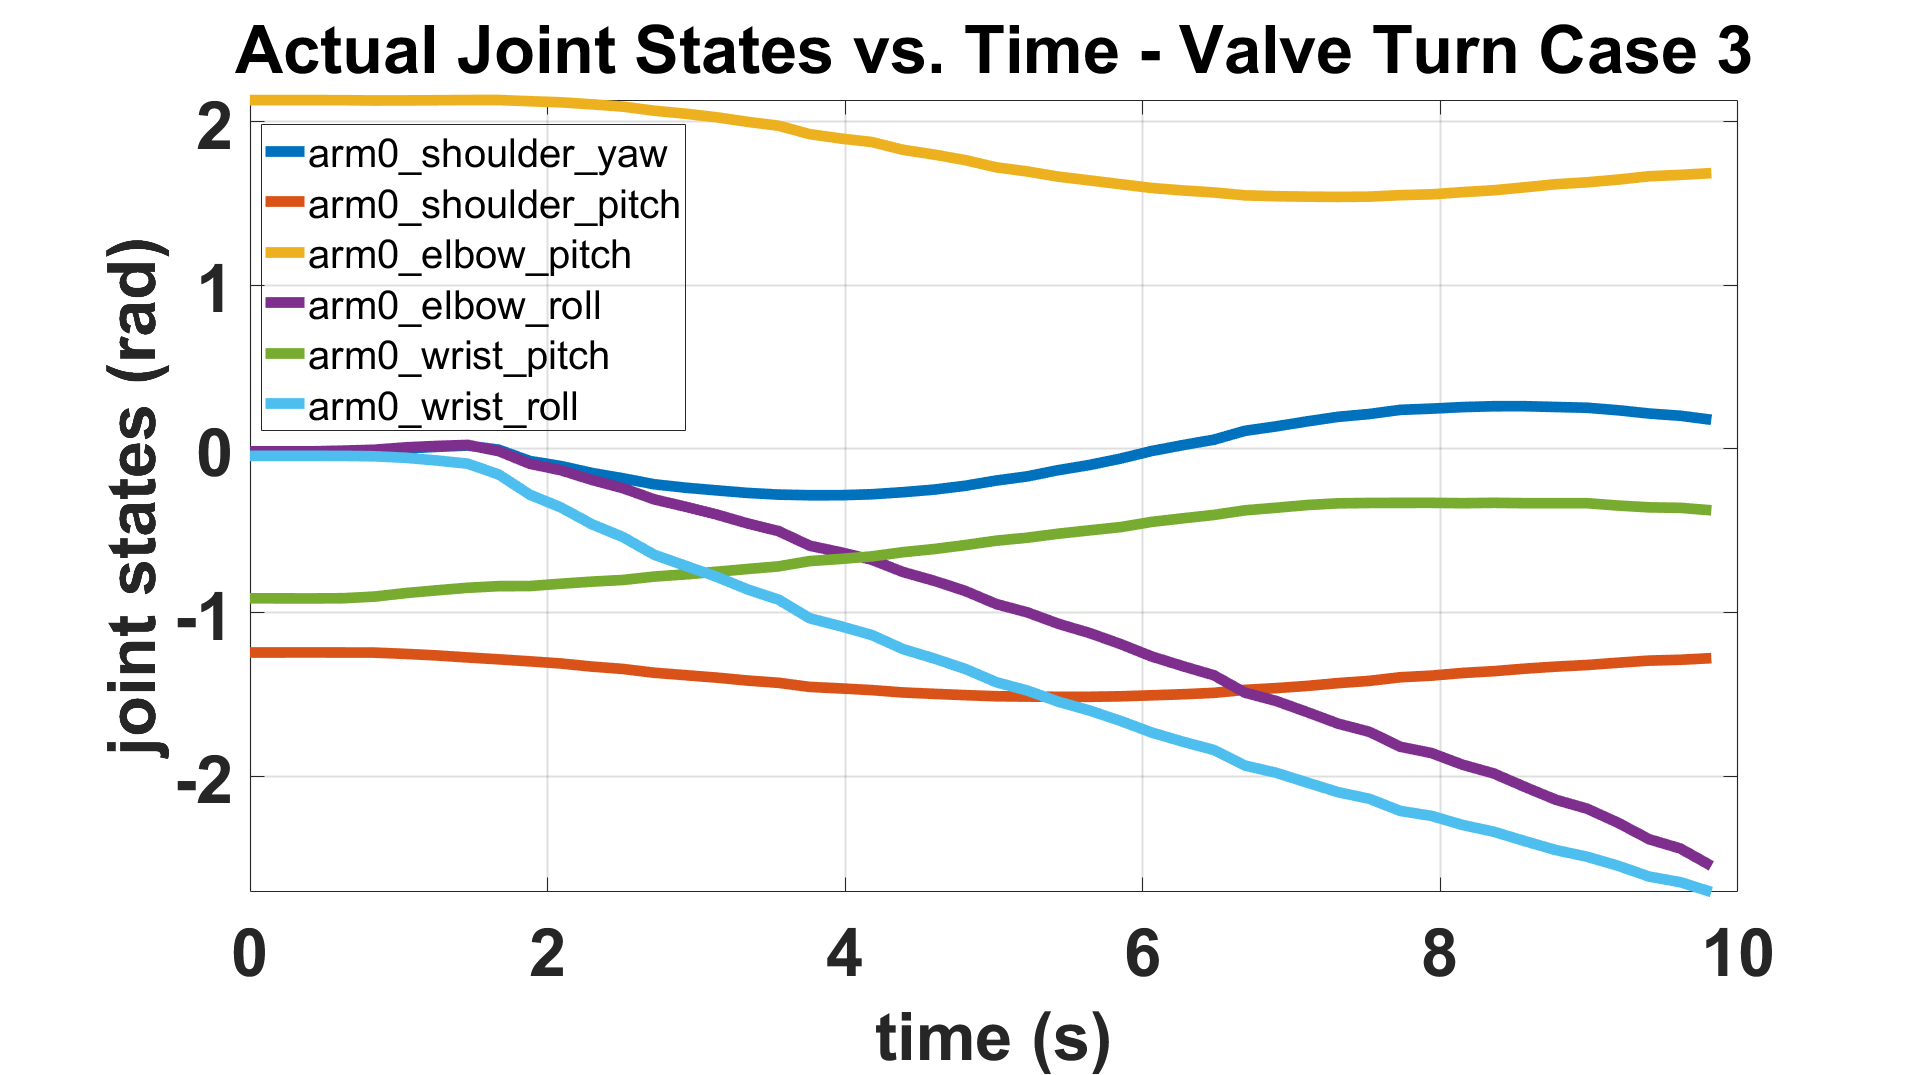 Actual Joint States vs. Time - Valve Turn Case 3
joint states (rad)
2
1
0
-1
-2
arm0_shoulder_yaw
arm0_shoulder_pitch
arm0_elbow_pitch
arm0_elbow_roll
arm0_wrist_pitch
arm0_wrist_roll
0 2 4 6 8 10
time (s)